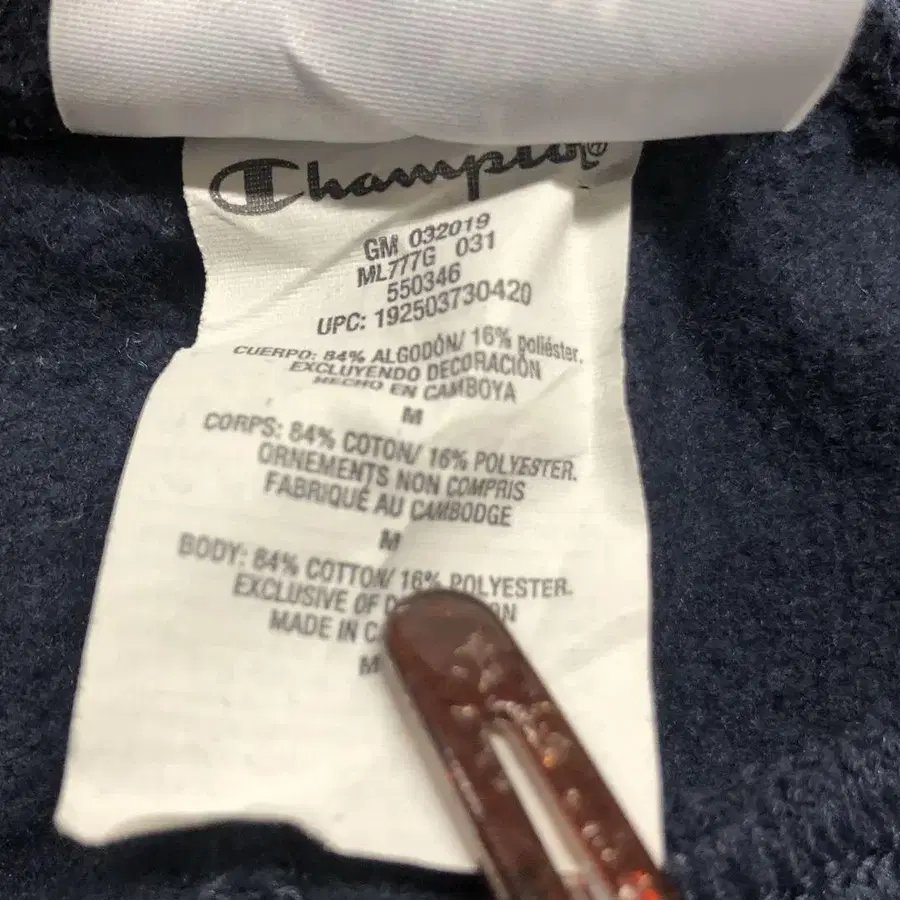 Champion®
GM 032019
ML777G 031
550346
UPC: 192503730420
CUERPO: 84% ALGODÓN/ 16% poliéster.
EXCLUYENDO DECORACIÓN
HECHO EN CAMBOYA
M
CORPS: 84% COTON/ 16% POLYESTER.
ORNEMENTS NON COMPRIS
FABRIQUÉ AU CAMBODGE
M
BODY: 84% COTTON/ 16% POLYESTER.
EXCLUSIVE OF
MADE IN
M